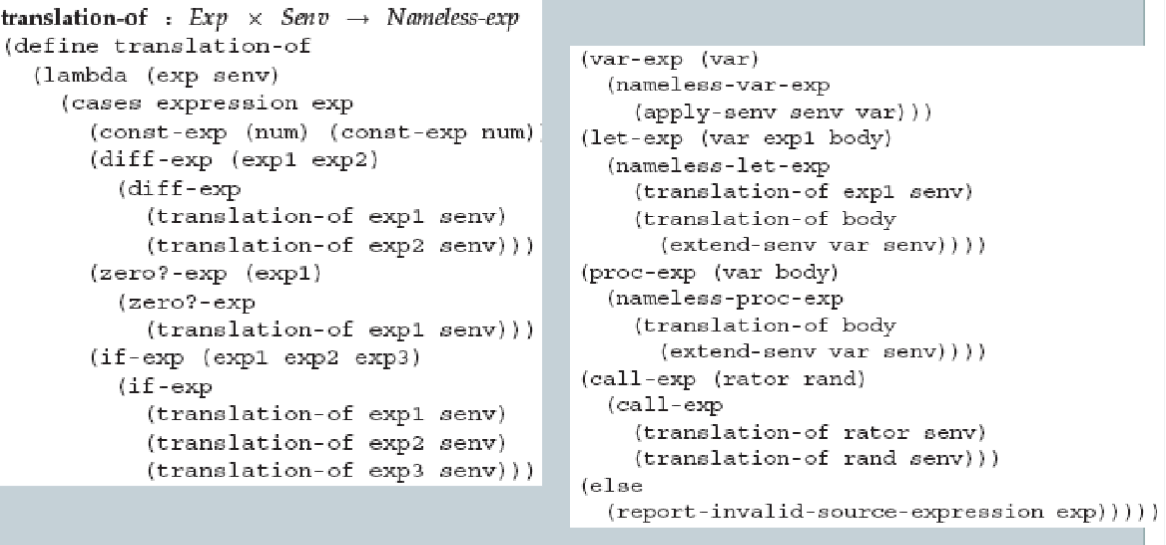 translation-of : Exp × Senv → Nameless-exp
(define translation-of
(lambda (exp senv)
(cases expression exp
(const-exp (num) (const-exp num))
(diff-exp (exp1 exp2)
(diff-exp
(translation-of exp1 senv)
(translation-of exp2 senv)))
(zero?-exp (exp1)
(zero?-exp
(translation-of exp1 senv)))
(if-exp (exp1 exp2 exp3)
(if-exp
(translation-of exp1 senv)
(translation-of exp2 senv)
(translation-of exp3 senv)))
(var-exp (var)
(nameless-var-exp
(apply-senv senv var)))
(let-exp (var exp1 body)
(nameless-let-exp
(translation-of exp1 senv)
(translation-of body
(extend-senv var senv))))
(proc-exp (var body)
(nameless-proc-exp
(translation-of body
(extend-senv var senv))))
(call-exp (rator rand)
(call-exp
(translation-of rator senv)
(translation-of rand senv)))
(else
(report-invalid-source-expression exp)))))